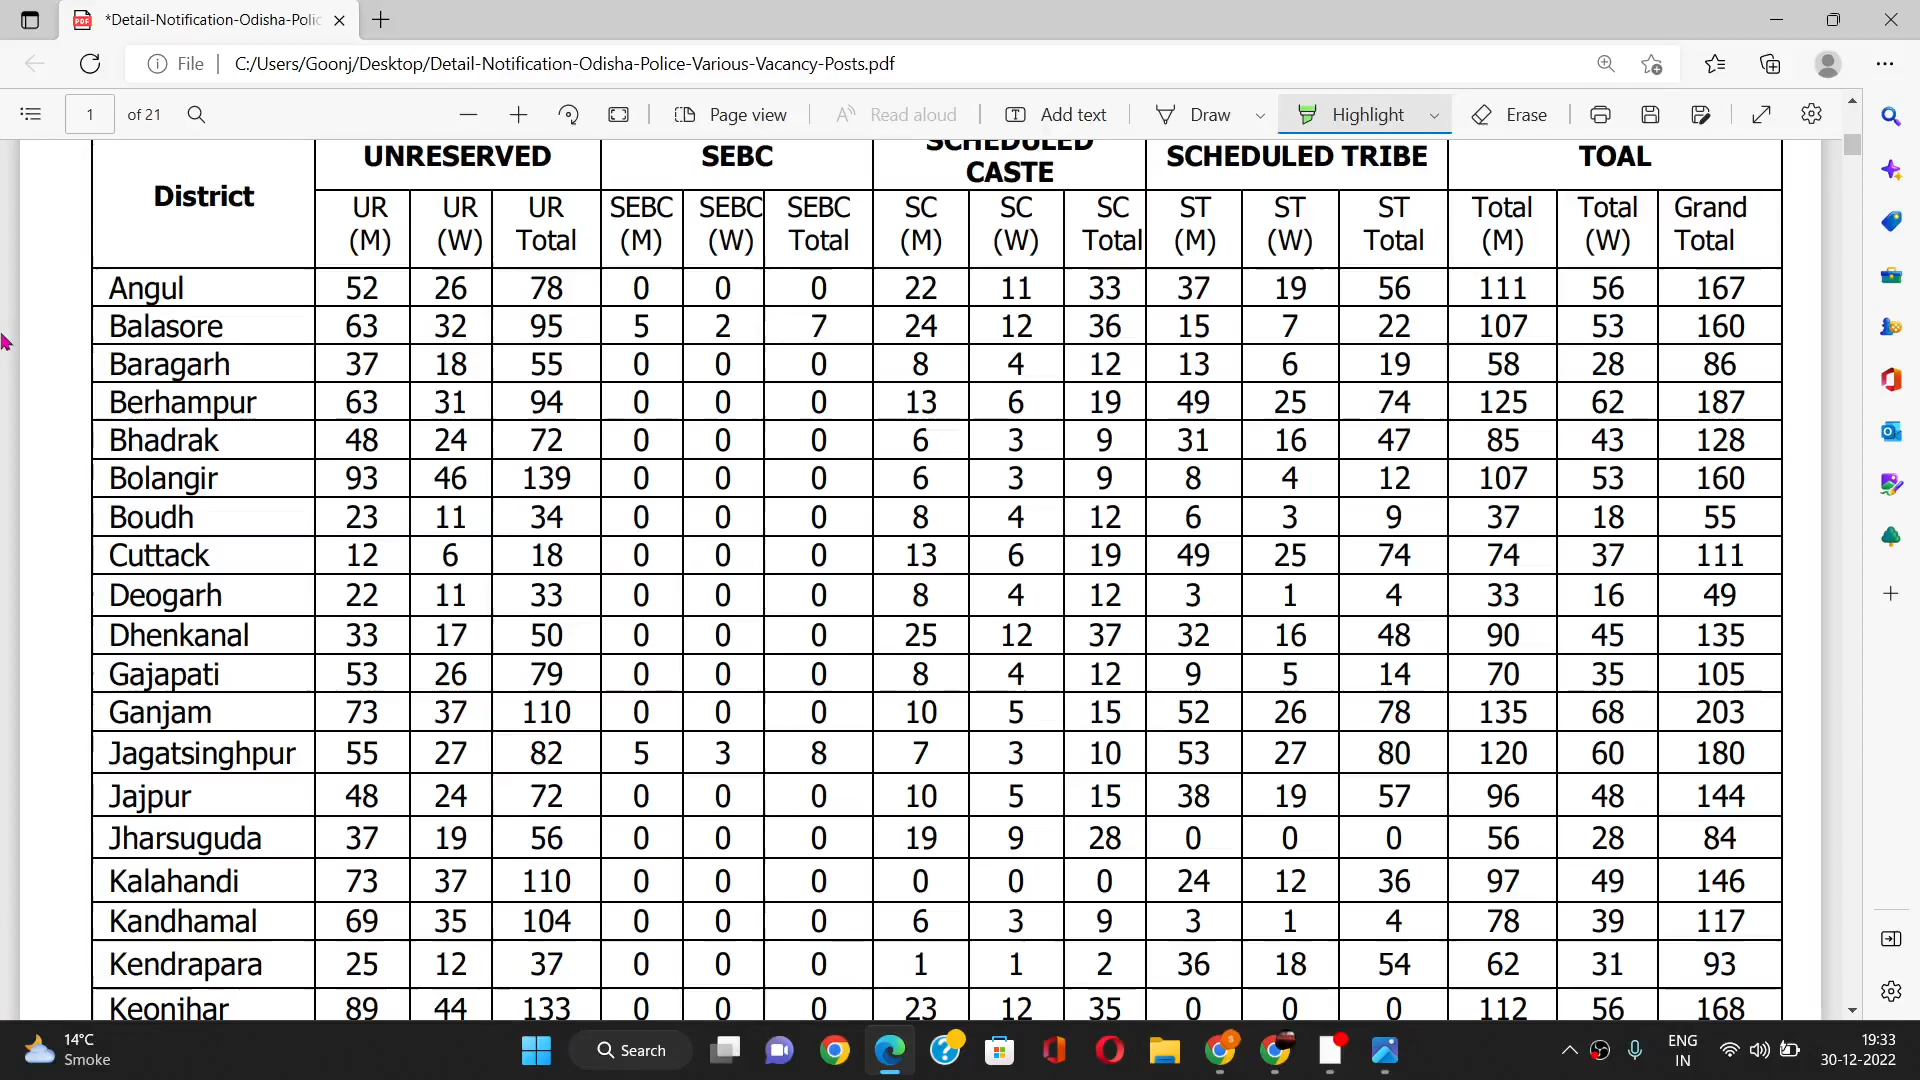 *Detail-Notification-Odisha-Polic
File C:/Users/Goonj/Desktop/Detail-Notification-Odisha-Police-Various-Vacancy-Posts.pdf
1 of 21 Page view Read aloud Add text Draw Highlight Erase
District UNRESERVED SEBC SCHEDULED CASTE SCHEDULED TRIBE TOAL
UR (M) UR (W) UR Total SEBC (M) SEBC (W) SEBC Total SC (M) SC (W) SC Total ST (M) ST (W) ST Total Total (M) Total (W) Grand Total
Angul 52 26 78 0 0 0 22 11 33 37 19 56 111 56 167
Balasore 63 32 95 5 2 7 24 12 36 15 7 22 107 53 160
Baragarh 37 18 55 0 0 0 8 4 12 13 6 19 58 28 86
Berhampur 63 31 94 0 0 0 13 6 19 49 25 74 125 62 187
Bhadrak 48 24 72 0 0 0 6 3 9 31 16 47 85 43 128
Bolangir 93 46 139 0 0 0 6 3 9 8 4 12 107 53 160
Boudh 23 11 34 0 0 0 8 4 12 6 3 9 37 18 55
Cuttack 12 6 18 0 0 0 13 6 19 49 25 74 74 37 111
Deogarh 22 11 33 0 0 0 8 4 12 3 1 4 33 16 49
Dhenkanal 33 17 50 0 0 0 25 12 37 32 16 48 90 45 135
Gajapati 53 26 79 0 0 0 8 4 12 9 5 14 70 35 105
Ganjam 73 37 110 0 0 0 10 5 15 52 26 78 135 68 203
Jagatsinghpur 55 27 82 5 3 8 7 3 10 53 27 80 120 60 180
Jajpur 48 24 72 0 0 0 10 5 15 38 19 57 96 48 144
Jharsuguda 37 19 56 0 0 0 19 9 28 0 0 0 56 28 84
Kalahandi 73 37 110 0 0 0 0 0 0 24 12 36 97 49 146
Kandhamal 69 35 104 0 0 0 6 3 9 3 1 4 78 39 117
Kendrapara 25 12 37 0 0 0 1 1 2 36 18 54 62 31 93
Keonjhar 89 44 133 0 0 0 23 12 35 0 0 0 112 56 168
14°C Smoke Search ENG IN 19:33 30-12-2022